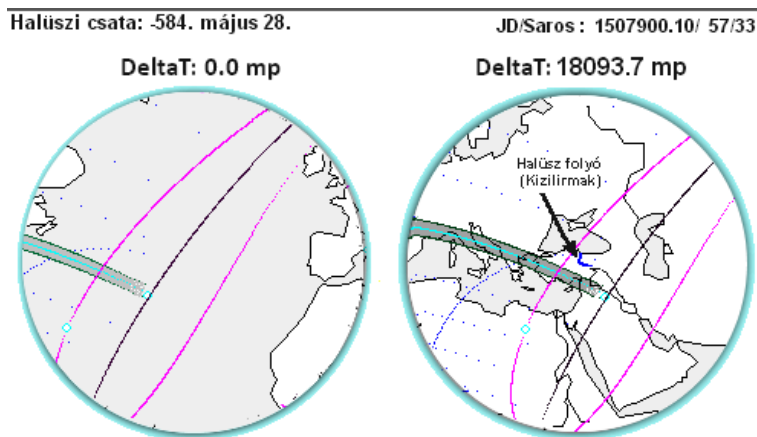 Halüszi csata: -584. május 28.
JD/Saros : 1507900.10/ 57/33
DeltaT: 0.0 mp
DeltaT: 18093.7 mp
Halüsz folyó
(Kizilirmak)